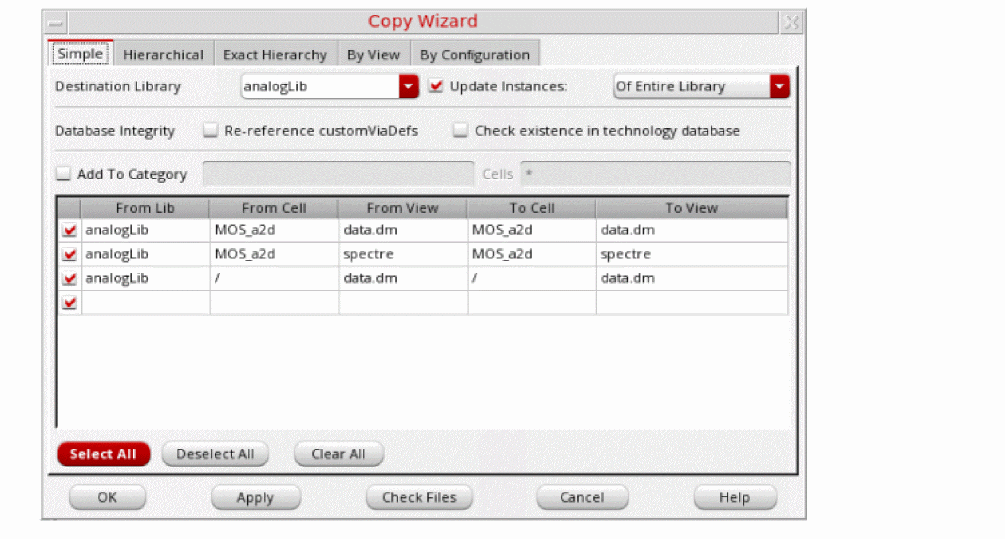 Copy Wizard
Simple Hierarchical Exact Hierarchy By View By Configuration
Destination Library analogLib Update Instances: Of Entire Library
Database Integrity Re-reference customViaDefs Check existence in technology database
Add To Category Cells *
From Lib From Cell From View To Cell To View
analogLib MOS_a2d data.dm MOS_a2d data.dm
analogLib MOS_a2d spectre MOS_a2d spectre
analogLib / data.dm / data.dm
Select All Deselect All Clear All
OK Apply Check Files Cancel Help